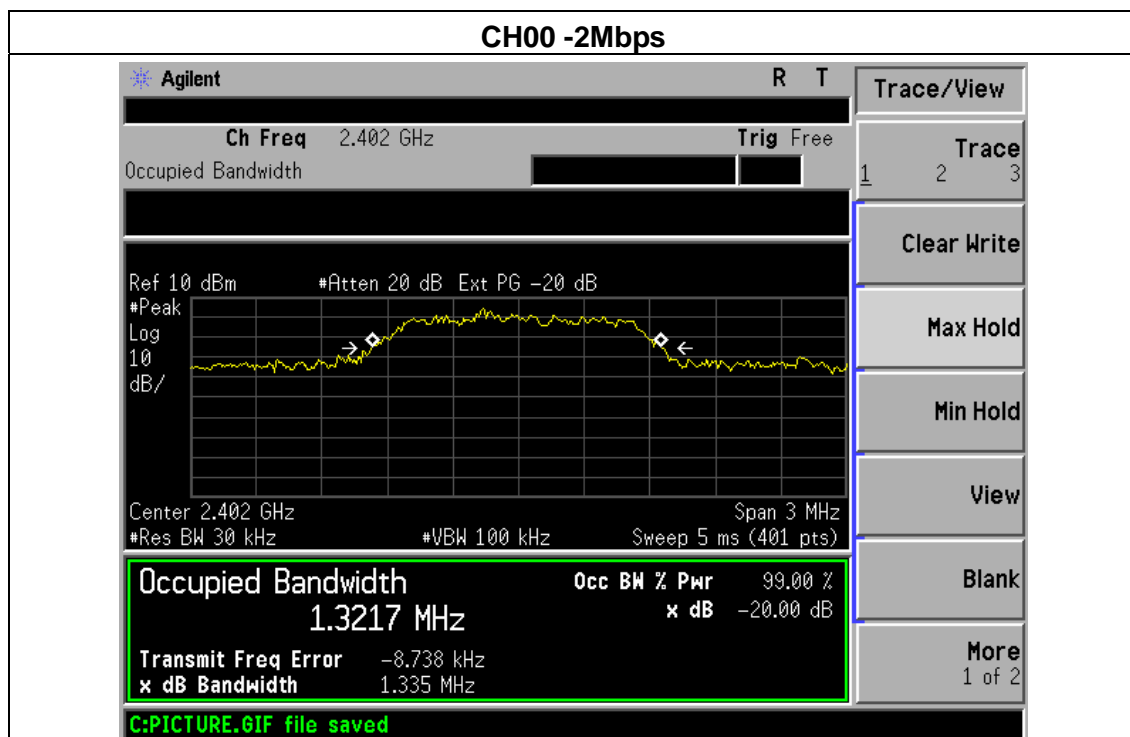 CH00 -2Mbps
Agilent R T
Ch Freq 2.402 GHz Trig Free
Occupied Bandwidth
Ref 10 dBm #Atten 20 dB Ext PG -20 dB
#Peak
Log
10
dB/
Center 2.402 GHz Span 3 MHz
#Res BW 30 kHz #VBW 100 kHz Sweep 5 ms (401 pts)
Occupied Bandwidth Occ BW % Pwr 99.00 %
1.3217 MHz x dB -20.00 dB
Transmit Freq Error -8.738 kHz
x dB Bandwidth 1.335 MHz
C:PICTURE.GIF file saved
Trace/View
Trace
1 2 3
Clear Write
Max Hold
Min Hold
View
Blank
More
1 of 2